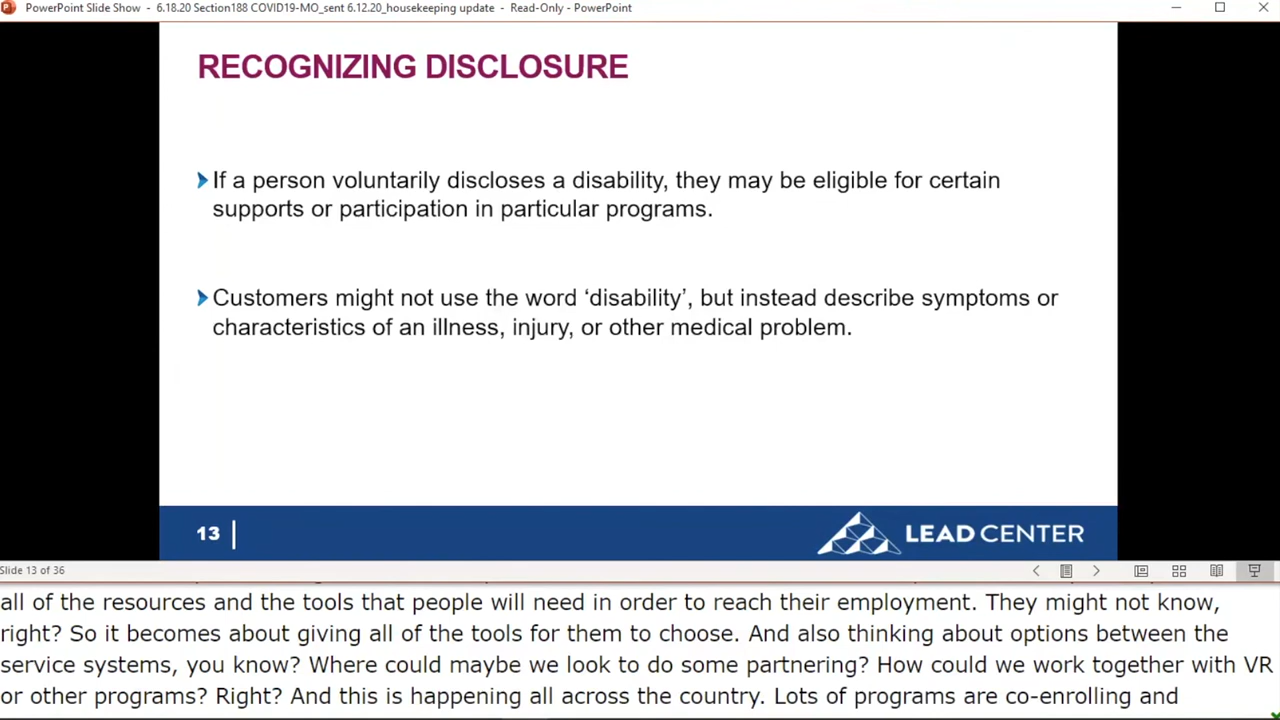 PowerPoint Slide Show - 6.18.20 Section188 COVID19-MO_sent 6.12.20_housekeeping update - Read-Only - PowerPoint
RECOGNIZING DISCLOSURE
If a person voluntarily discloses a disability, they may be eligible for certain
supports or participation in particular programs.
Customers might not use the word ‘disability’, but instead describe symptoms or
characteristics of an illness, injury, or other medical problem.
13
LEAD CENTER
Slide 13 of 36
all of the resources and the tools that people will need in order to reach their employment. They might not know,
right? So it becomes about giving all of the tools for them to choose. And also thinking about options between the
service systems, you know? Where could maybe we look to do some partnering? How could we work together with VR
or other programs? Right? And this is happening all across the country. Lots of programs are co-enrolling and